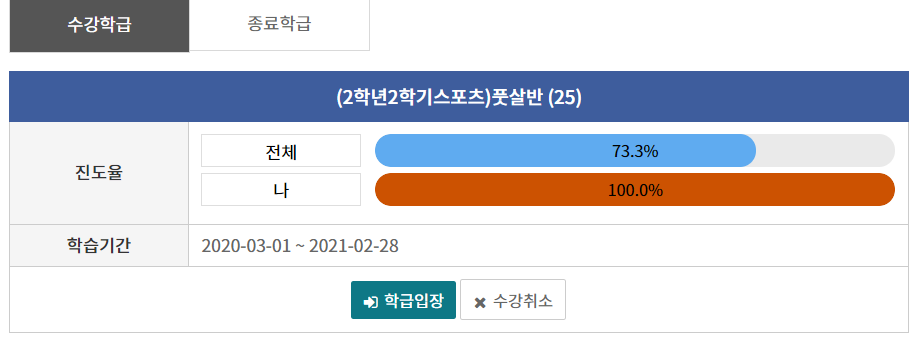 수강학급
종료학급
(2학년2학기스포츠)풋살반 (25)
진도율
전체
73.3%
나
100.0%
학습기간
2020-03-01 ~ 2021-02-28
학급입장
수강취소